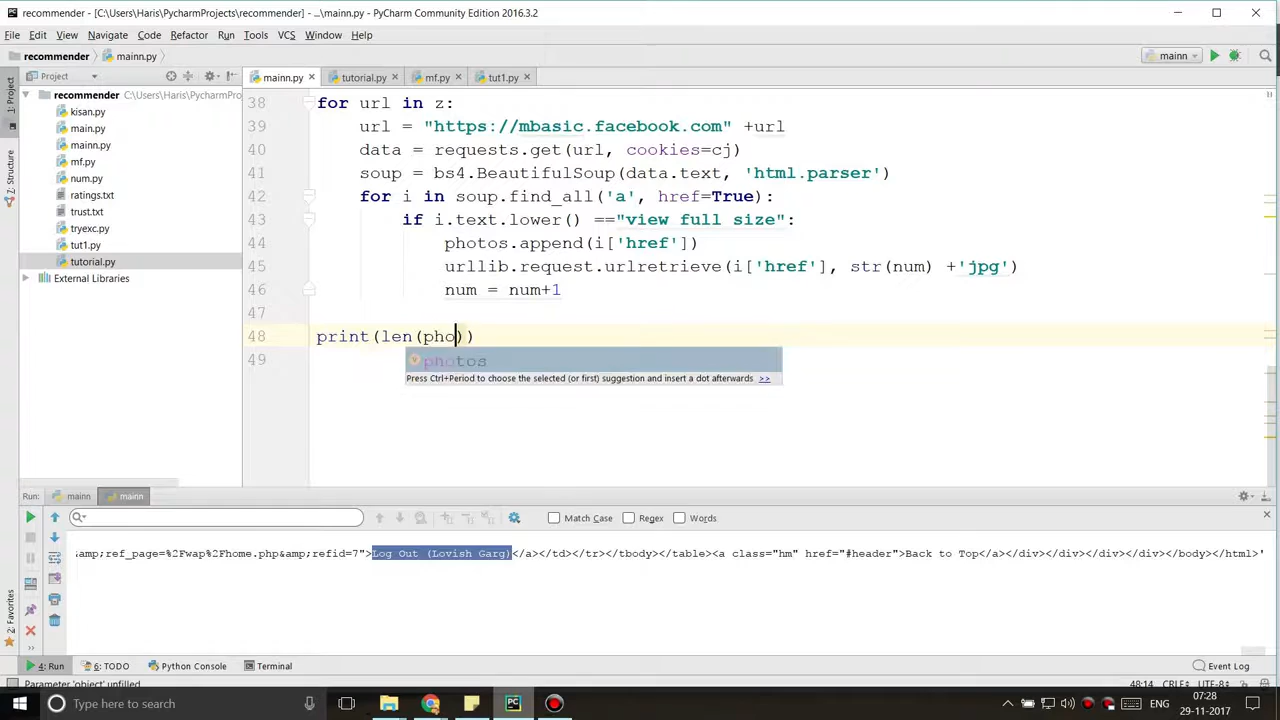 recommender - [C:\Users\Haris\PycharmProjects\recommender] - ...\mainn.py - PyCharm Community Edition 2016.3.2
File Edit View Navigate Code Refactor Run Tools VCS Window Help
recommender mainn.py mainn
1: Project
Z: Structure
2: Favorites
Project
mainn.py tutorial.py mf.py tut1.py
recommender C:\Users\Haris\PycharmPro
kisan.py
main.py
mainn.py
mf.py
num.py
ratings.txt
trust.txt
tryexc.py
tut1.py
tutorial.py
External Libraries
38 for url in z:
39 url = "https://mbasic.facebook.com" +url
40 data = requests.get(url, cookies=cj)
41 soup = bs4.BeautifulSoup(data.text, 'html.parser')
42 for i in soup.find_all('a', href=True):
43 if i.text.lower() =="view full size":
44 photos.append(i['href'])
45 urllib.request.urlretrieve(i['href'], str(num) +'jpg')
46 num = num+1
47
48 print(len(pho))
49
photos
Press Ctrl+Period to choose the selected (or first) suggestion and insert a dot afterwards >>
Run: mainn mainn
Match Case Regex Words
&amp;ref_page=%2Fwap%2Fhome.php&amp;refid=7">Log Out (Lovish Garg)</a></td></tr></tbody></table><a class="hm" href="#header">Back to Top</a></div></div></div></div></body></html>'
4: Run 6: TODO Python Console Terminal Event Log
Parameter 'object' unfilled 48:14 CRLF UTF-8
Type here to search
ENG
07:28
29-11-2017